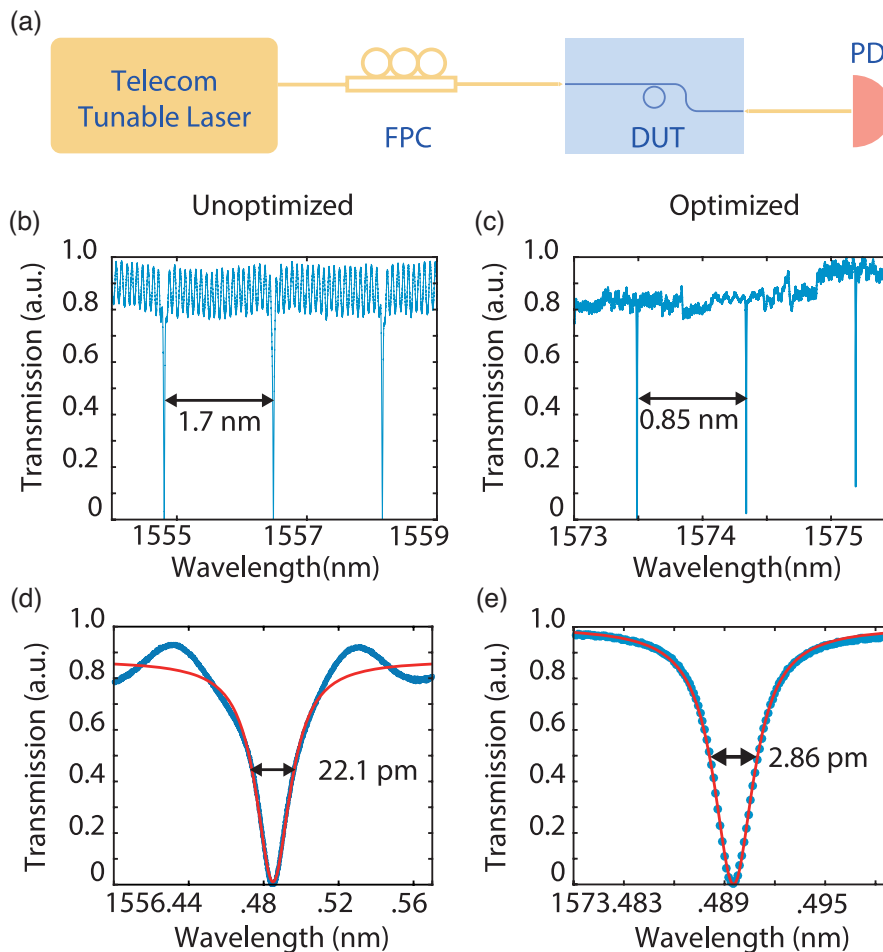 (a)
Telecom
Tunable Laser
FPC
DUT
PD
Unoptimized
Optimized
(b)
Transmission (a.u.)
1.0
0.8
0.6
0.4
0.2
0
1.7 nm
1555
1557
1559
Wavelength(nm)
(c)
Transmission (a.u.)
1.0
0.8
0.6
0.4
0.2
0
0.85 nm
1573
1574
1575
Wavelength(nm)
(d)
Transmission (a.u.)
1.0
0.8
0.6
0.4
0.2
0
22.1 pm
1556.44
.48
.52
.56
Wavelength (nm)
(e)
Transmission (a.u.)
1.0
0.8
0.6
0.4
0.2
0
2.86 pm
1573.483
.489
.495
Wavelength (nm)